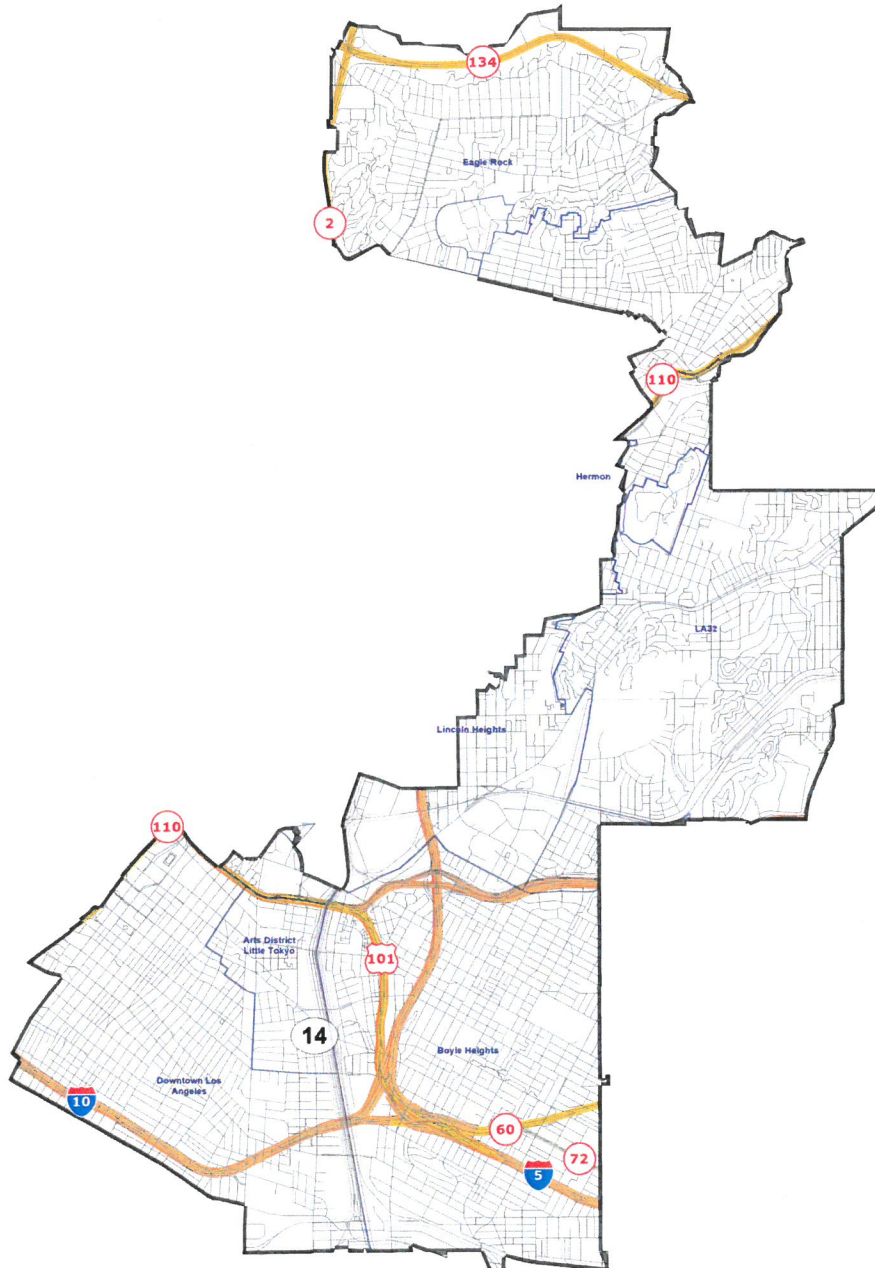 134
Eagle Rock
2
110
Hermon
LA32
Lincoln Heights
110
Arts District
Little Tokyo
101
14
Boyle Heights
Downtown Los
Angeles
10
60
72
5